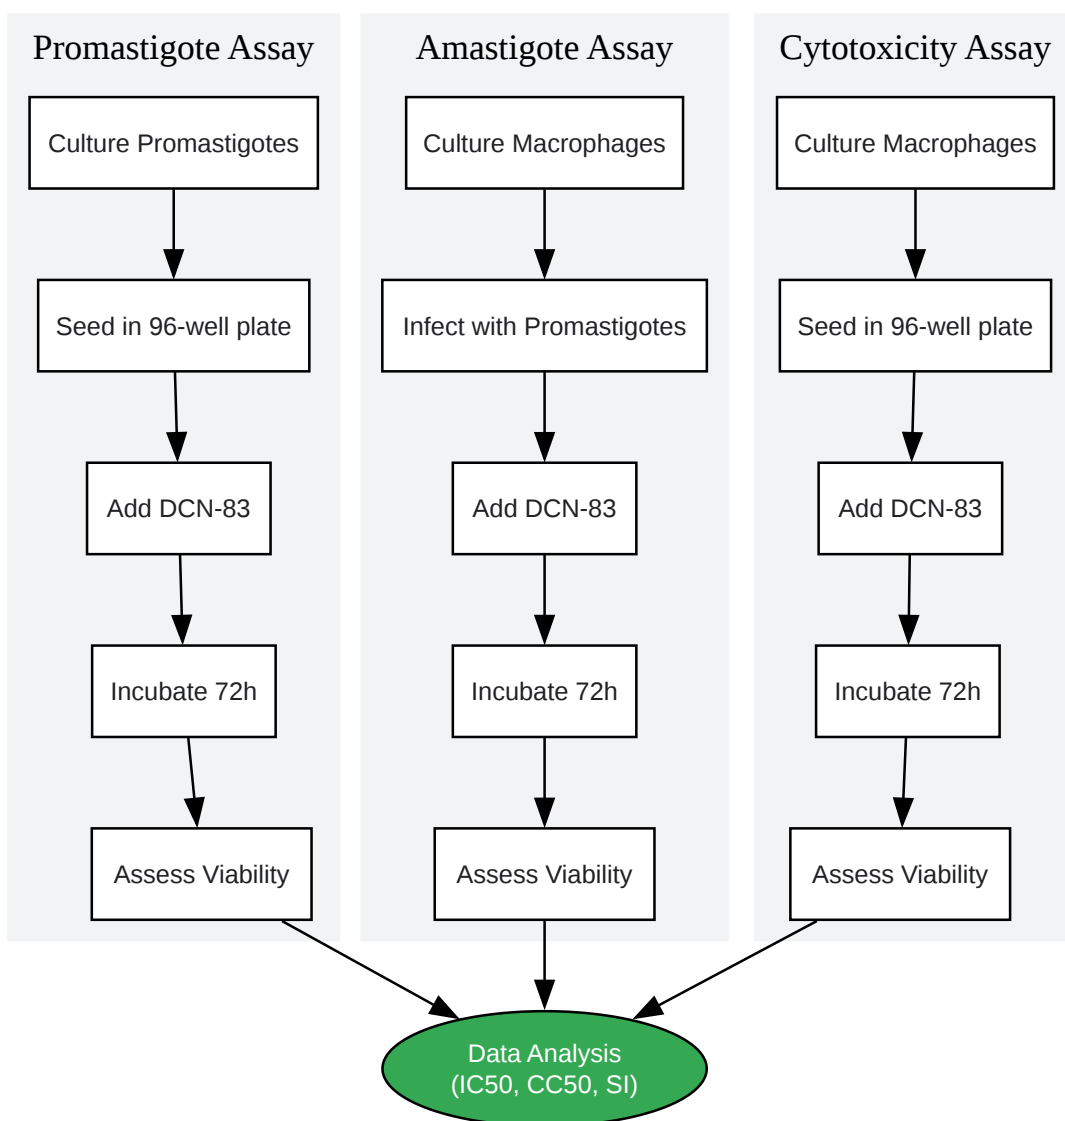 Promastigote Assay
Culture Promastigotes
Seed in 96-well plate
Add DCN-83
Incubate 72h
Assess Viability
Amastigote Assay
Culture Macrophages
Infect with Promastigotes
Add DCN-83
Incubate 72h
Assess Viability
Cytotoxicity Assay
Culture Macrophages
Seed in 96-well plate
Add DCN-83
Incubate 72h
Assess Viability
Data Analysis
(IC50, CC50, SI)